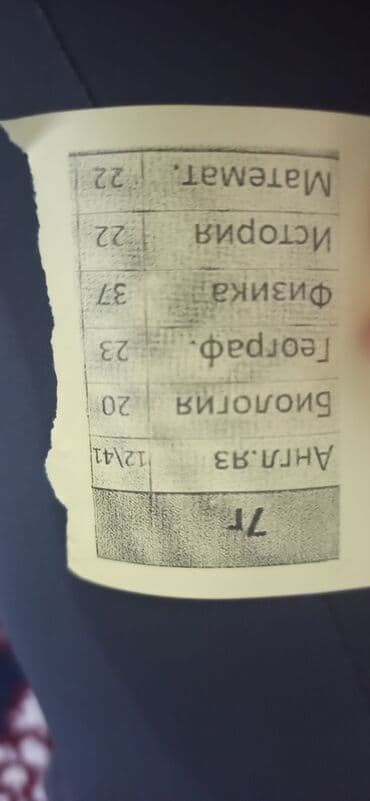 7г
Англ.яз 12\41
Биология 20
Географ. 23
Физика 37
История 22
Математ. 22